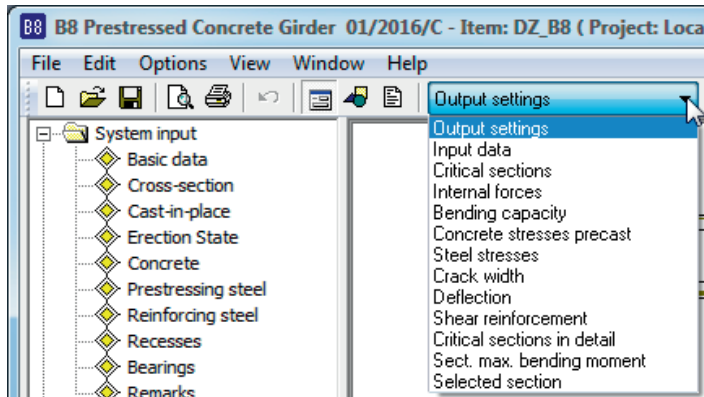 B8 B8 Prestressed Concrete Girder 01/2016/C - Item: DZ_B8 ( Project: Loca
File Edit Options View Window Help
Output settings
System input
Basic data
Cross-section
Cast-in-place
Erection State
Concrete
Prestressing steel
Reinforcing steel
Recesses
Bearings
Remarks
Output settings
Input data
Critical sections
Internal forces
Bending capacity
Concrete stresses precast
Steel stresses
Crack width
Deflection
Shear reinforcement
Critical sections in detail
Sect. max. bending moment
Selected section